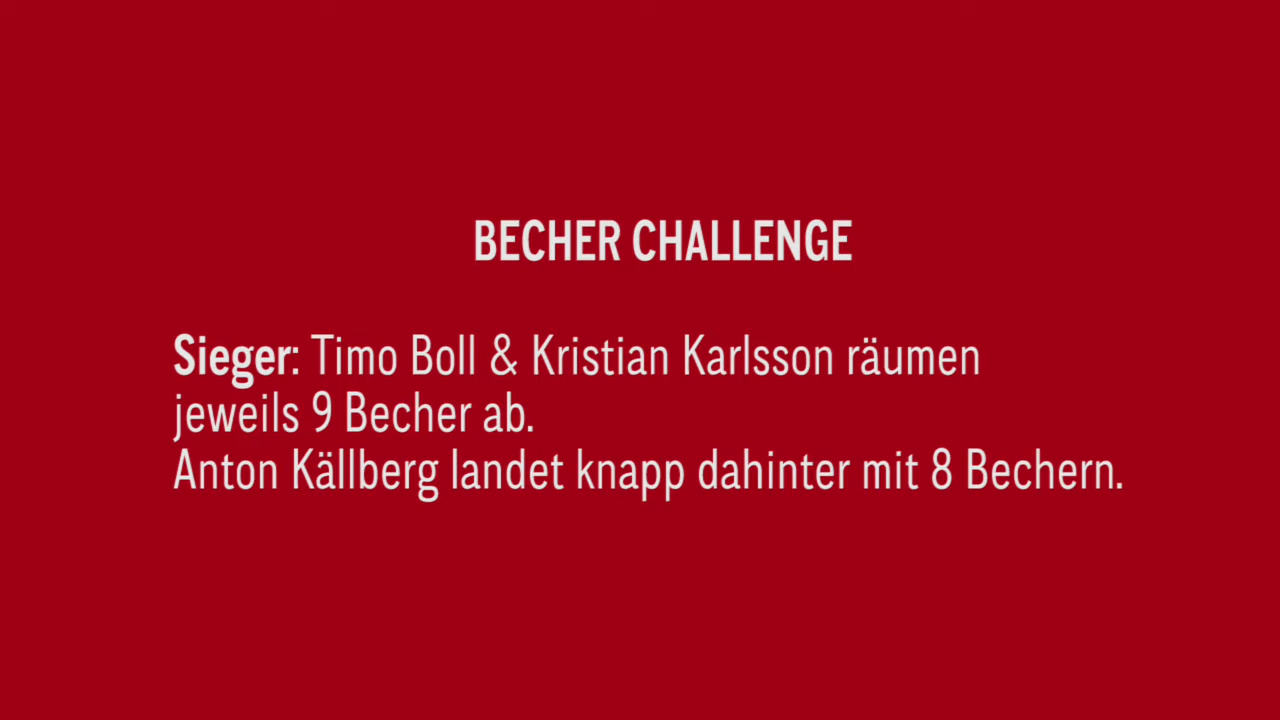 BECHER CHALLENGE
Sieger: Timo Boll & Kristian Karlsson räumen
jeweils 9 Becher ab.
Anton Källberg landet knapp dahinter mit 8 Bechern.